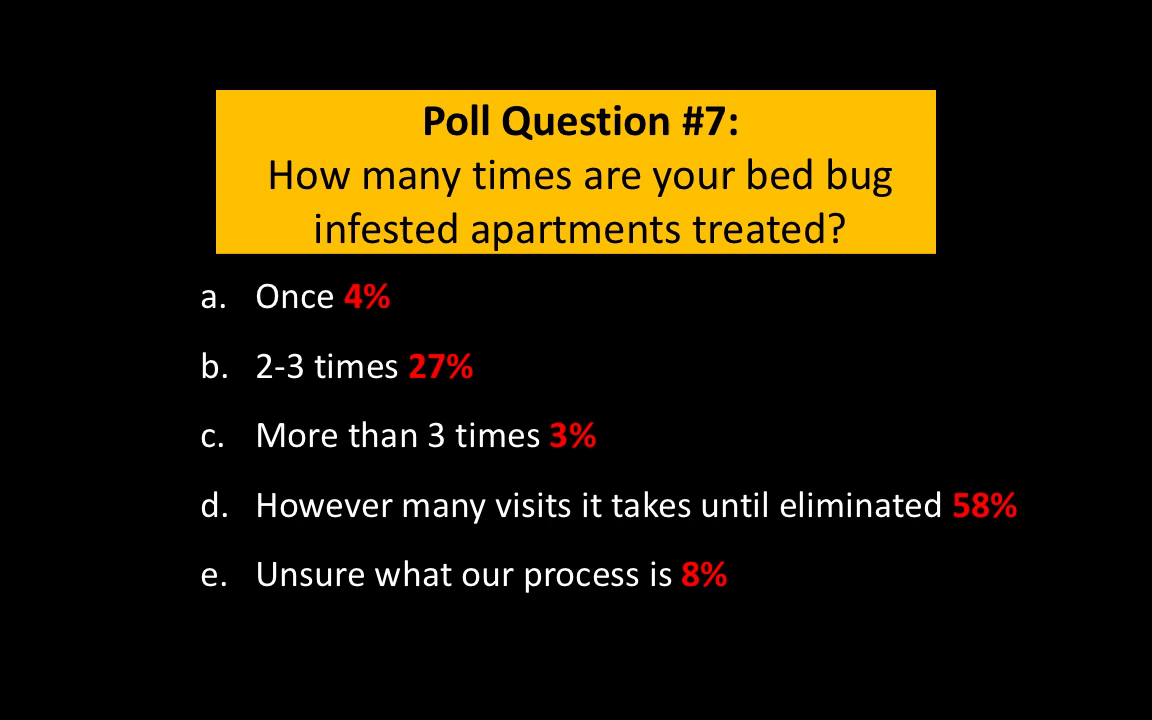 Poll Question #7:
How many times are your bed bug
infested apartments treated?
a. Once 4%
b. 2-3 times 27%
c. More than 3 times 3%
d. However many visits it takes until eliminated 58%
e. Unsure what our process is 8%